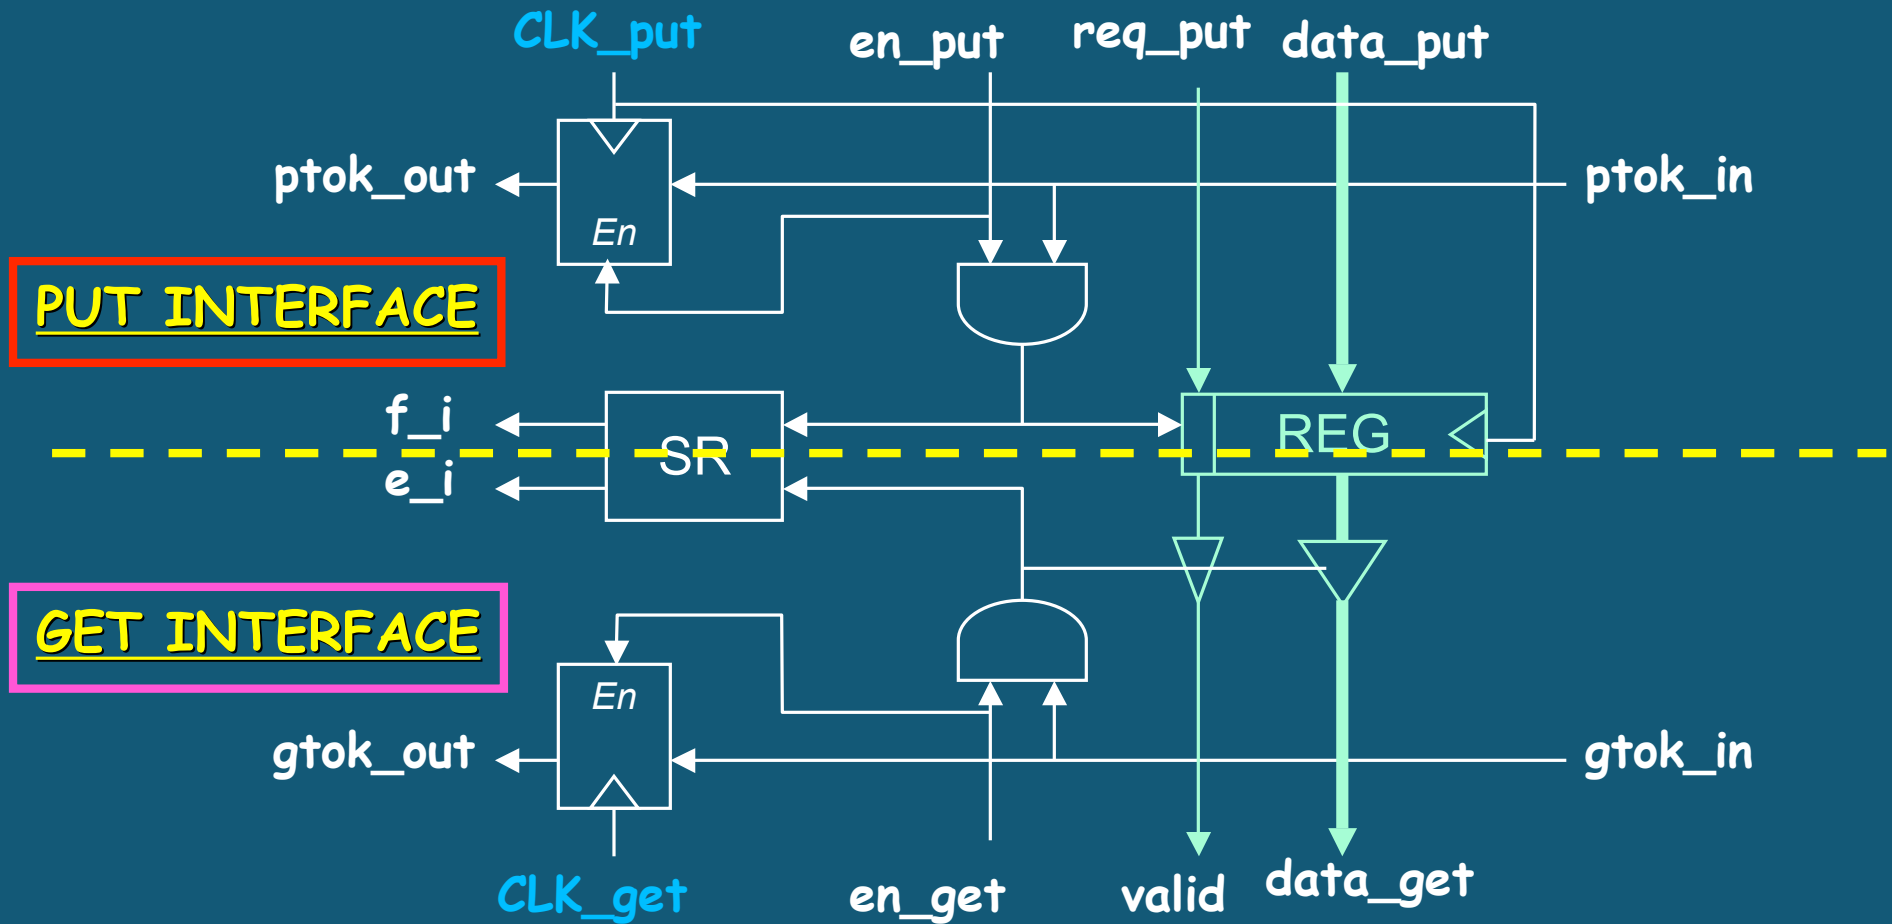 CLK_put
en_put
req_put
data_put
ptok_out
ptok_in
En
PUT INTERFACE
f_i
SR
REG
e_i
GET INTERFACE
En
gtok_out
gtok_in
CLK_get
en_get
valid
data_get